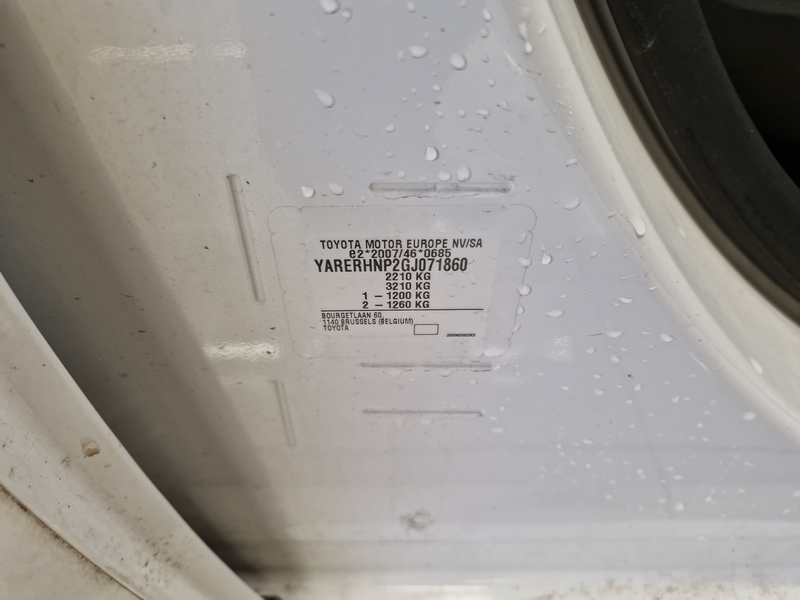 TOYOTA MOTOR EUROPE NV/SA
e2*2007/46*0685
YARERHNP2GJ071860
2210 KG
3210 KG
1 – 1200 KG
2 – 1260 KG
BOURGETLAAN 60,
1140 BRUSSELS (BELGIUM)
TOYOTA